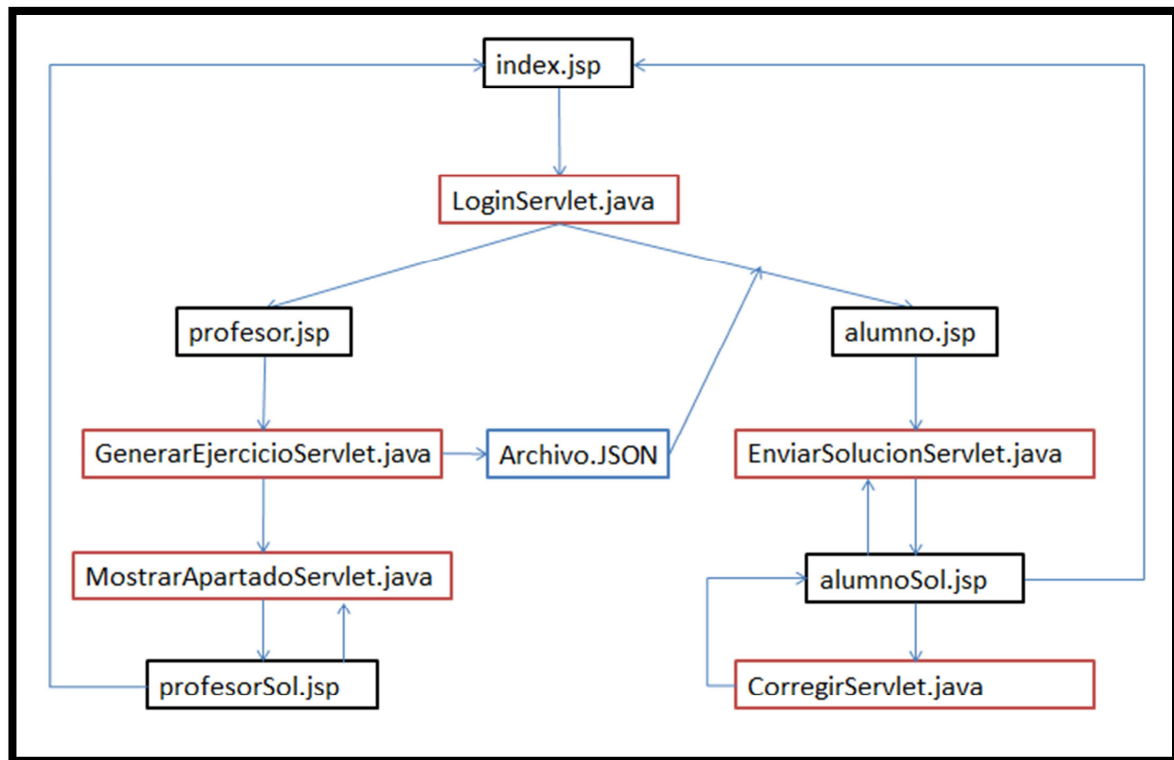 index.jsp
LoginServlet.java
profesor.jsp
alumno.jsp
GenerarEjercicioServlet.java
Archivo.JSON
EnviarSolucionServlet.java
MostrarApartadoServlet.java
alumnoSol.jsp
profesorSol.jsp
CorregirServlet.java